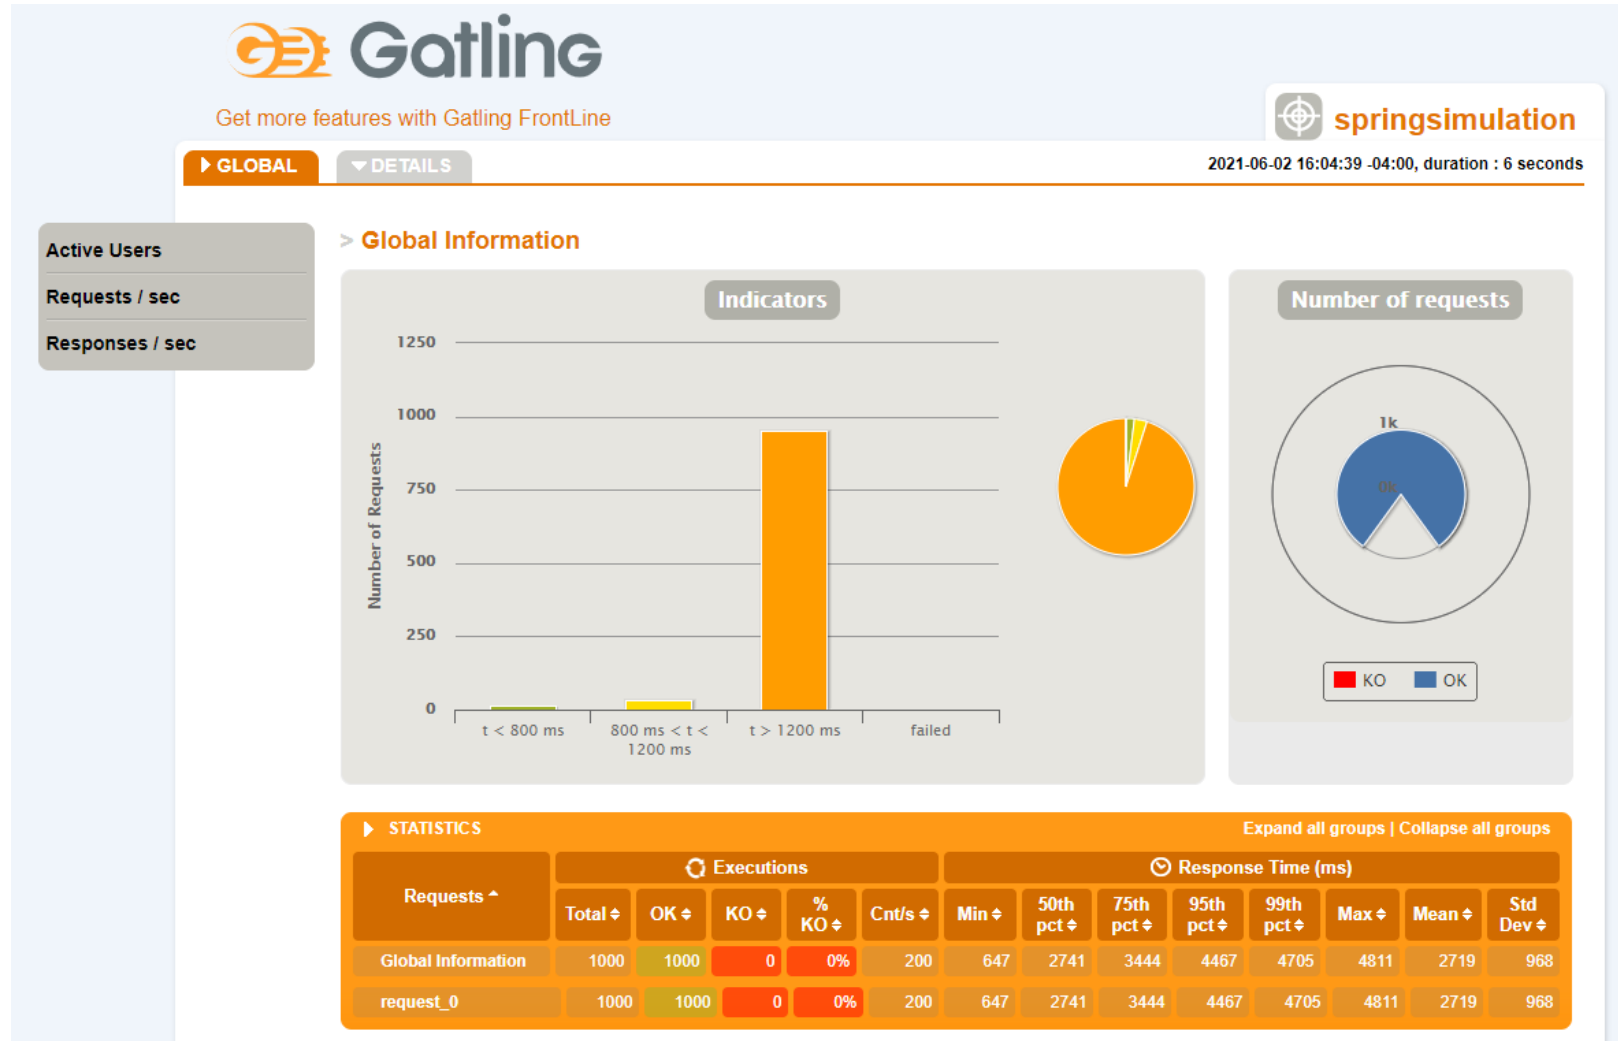 Gatling
Get more features with Gatling FrontLine
springsimulation
GLOBAL DETAILS 2021-06-02 16:04:39 -04:00, duration : 6 seconds
Active Users
Requests / sec
Responses / sec
> Global Information
Indicators
1250
1000
750
500
250
0
Number of Requests
t < 800 ms
800 ms < t < 1200 ms
t > 1200 ms
failed
Number of requests
1k
0k
KO OK
STATISTICS Expand all groups | Collapse all groups
Requests Executions Response Time (ms)
Total OK KO % KO Cnt/s Min 50th pct 75th pct 95th pct 99th pct Max Mean Std Dev
Global Information 1000 1000 0 0% 200 647 2741 3444 4467 4705 4811 2719 968
request_0 1000 1000 0 0% 200 647 2741 3444 4467 4705 4811 2719 968